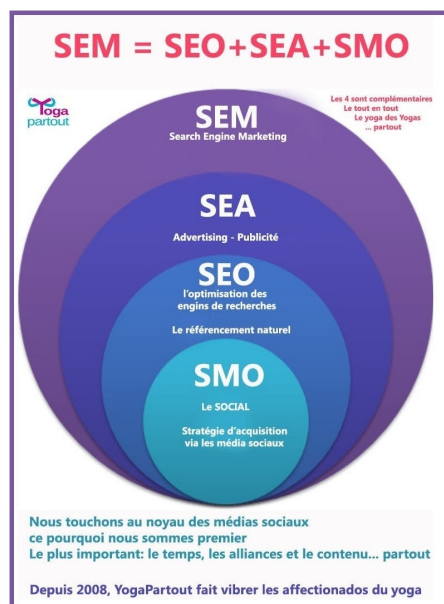 SEM = SEO+SEA+SMO
Yoga
partout
Les 4 sont complémentaires
Le tout en tout
Le yoga des Yogas
... partout
SEM
Search Engine Marketing
SEA
Advertising - Publicité
SEO
l'optimisation des
engins de recherches
Le référencement naturel
SMO
Le SOCIAL
Stratégie d'acquisition
via les média sociaux
Nous touchons au noyau des médias sociaux
ce pourquoi nous sommes premier
Le plus important: le temps, les alliances et le contenu... partout
Depuis 2008, YogaPartout fait vibrer les affectionados du yoga